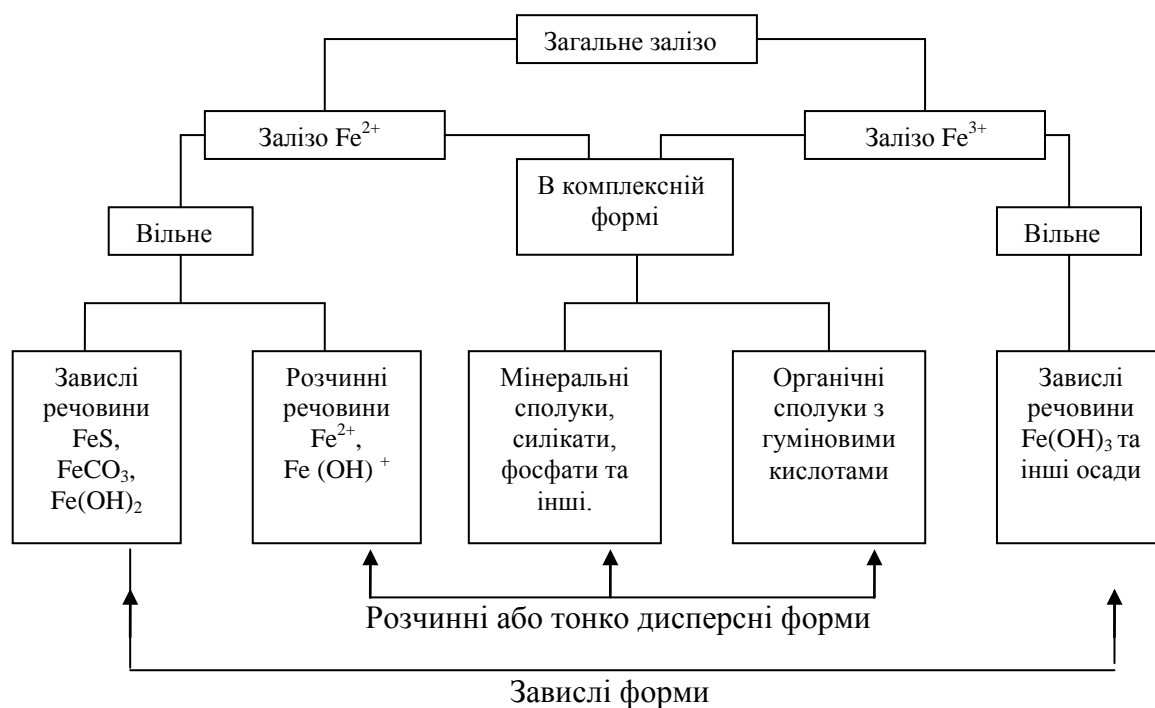 Загальне залізо
Залізо Fe²⁺
Залізо Fe³⁺
В комплексній
формі
Вільне
Вільне
Завислі
речовини
FeS,
FeCO₃,
Fe(OH)₂
Розчинні
речовини
Fe²⁺,
Fe (OH) ⁺
Мінеральні
сполуки,
силікати,
фосфати та
інші.
Органічні
сполуки з
гуміновими
кислотами
Завислі
речовини
Fe(OH)₃ та
інші осади
Розчинні або тонко дисперсні форми
Завислі форми